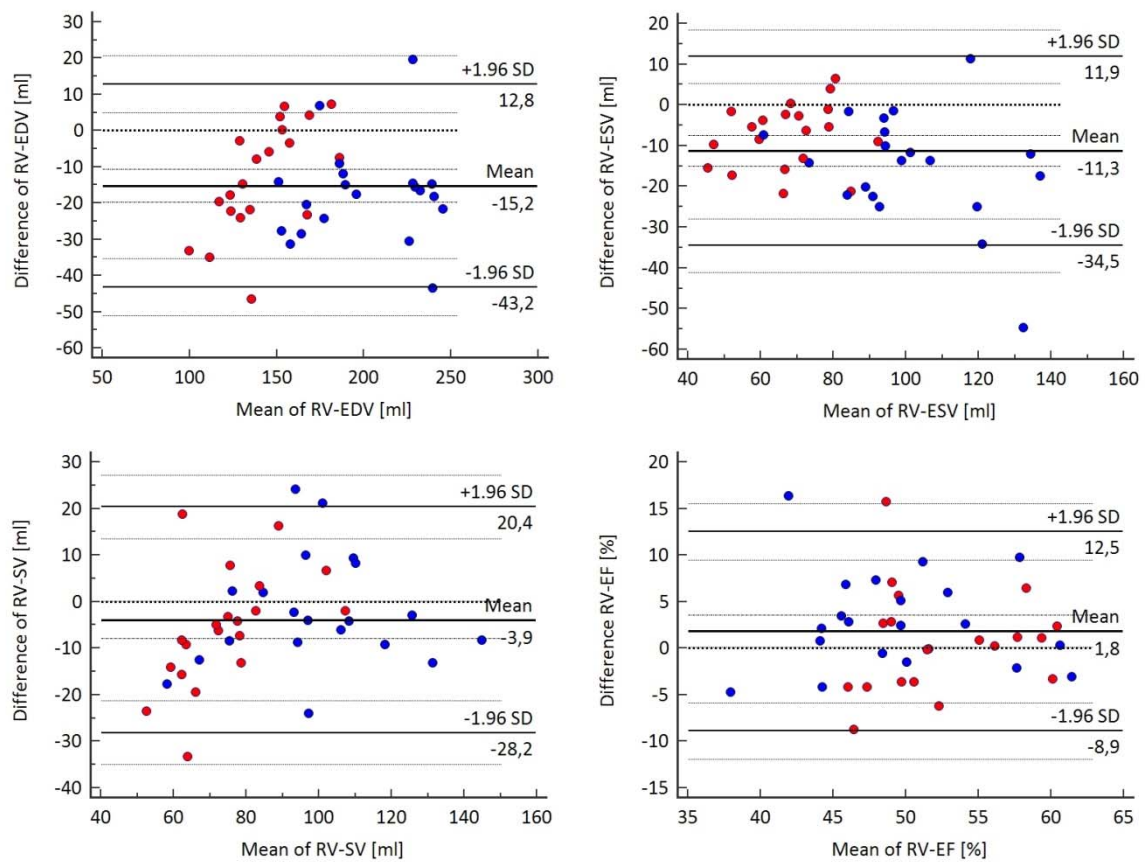 Difference of RV-EDV [ml]
30
20
10
0
-10
-20
-30
-40
-50
-60
+1.96 SD
12,8
Mean
-15,2
-1.96 SD
-43,2
50 100 150 200 250 300
Mean of RV-EDV [ml]
Difference of RV-ESV [ml]
20
10
0
-10
-20
-30
-40
-50
-60
+1.96 SD
11,9
Mean
-11,3
-1.96 SD
-34,5
40 60 80 100 120 140 160
Mean of RV-ESV [ml]
Difference of RV-SV [ml]
30
20
10
0
-10
-20
-30
-40
+1.96 SD
20,4
Mean
-3,9
-1.96 SD
-28,2
40 60 80 100 120 140 160
Mean of RV-SV [ml]
Difference RV-EF [%]
20
15
10
5
0
-5
-10
-15
+1.96 SD
12,5
Mean
1,8
-1.96 SD
-8,9
35 40 45 50 55 60 65
Mean of RV-EF [%]